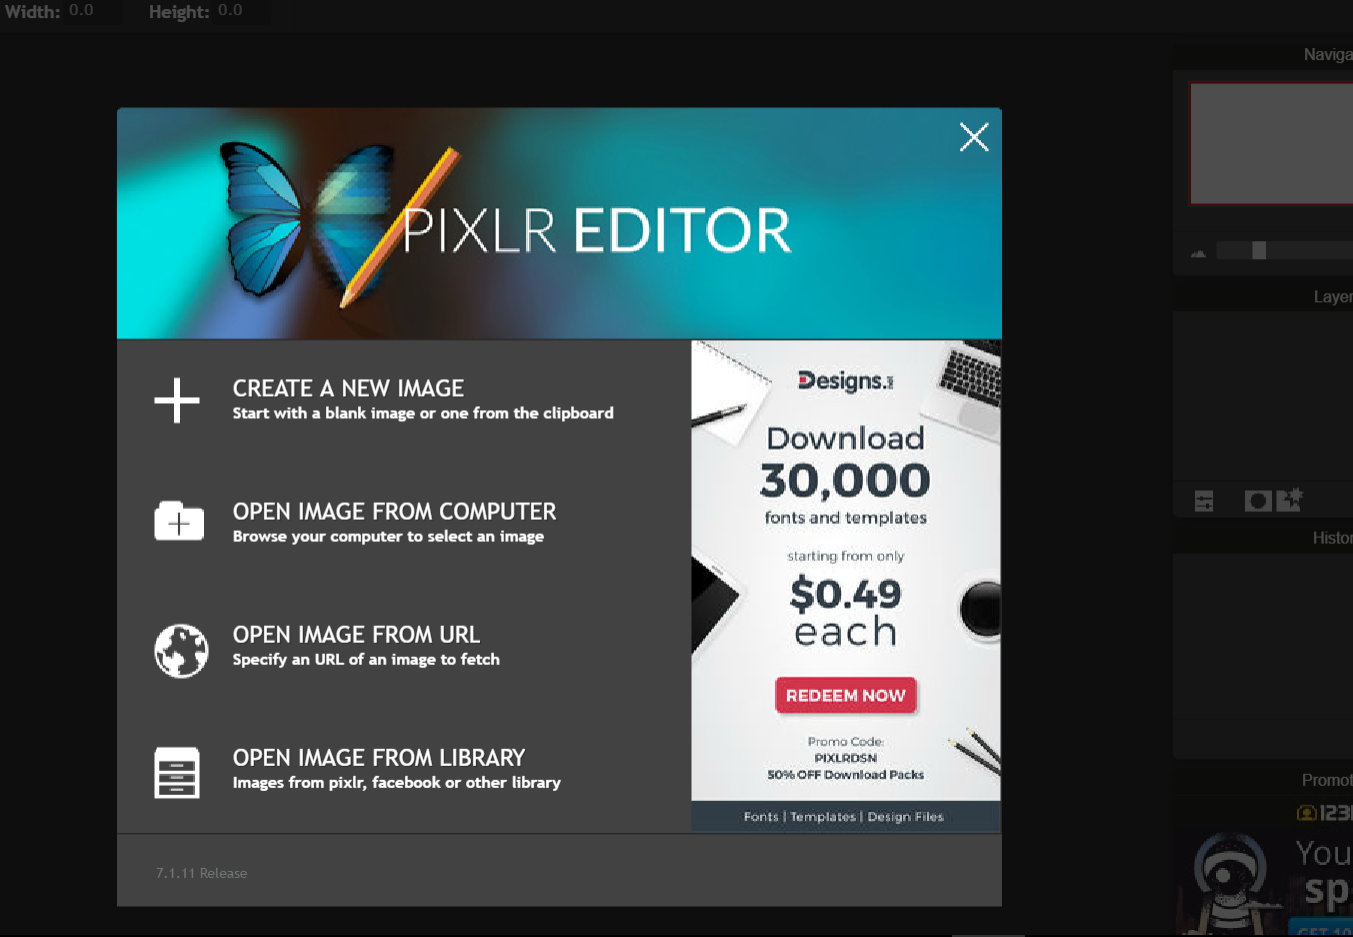 Width: 0.0 Height: 0.0
PIXLR EDITOR
CREATE A NEW IMAGE
Start with a blank image or one from the clipboard
OPEN IMAGE FROM COMPUTER
Browse your computer to select an image
OPEN IMAGE FROM URL
Specify an URL of an image to fetch
OPEN IMAGE FROM LIBRARY
Images from pixlr, facebook or other library
7.1.11 Release
Designs.net
Download
30,000
fonts and templates
starting from only
$0.49
each
REDEEM NOW
Promo Code:
PIXLRDSN
50% OFF Download Packs
Fonts | Templates | Design Files
Naviga
Layer
Histor
Promot
123
You
sp
GET 10